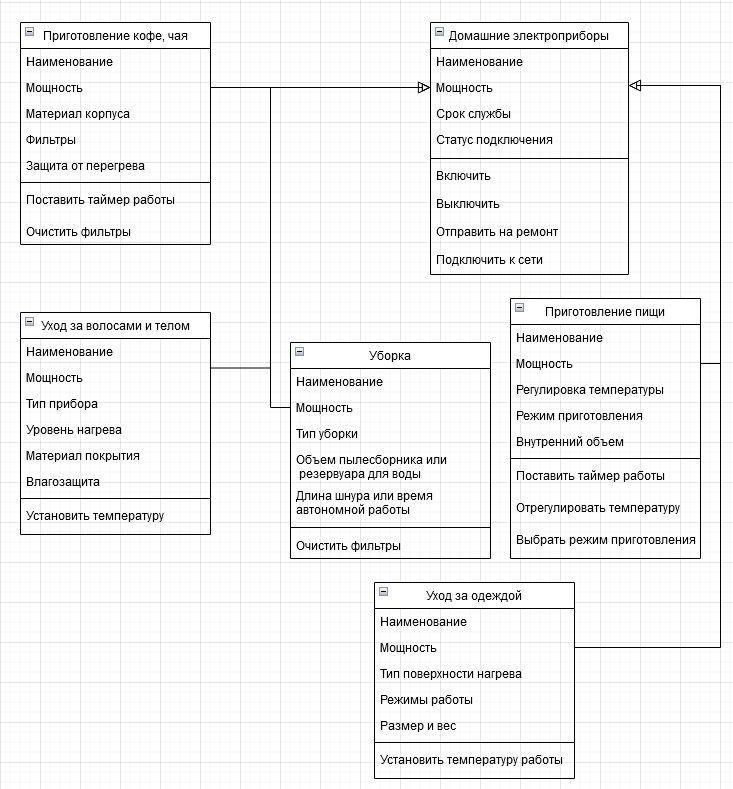 Приготовление кофе, чая
Наименование
Мощность
Материал корпуса
Фильтры
Защита от перегрева
Поставить таймер работы
Очистить фильтры
Домашние электроприборы
Наименование
Мощность
Срок службы
Статус подключения
Включить
Выключить
Отправить на ремонт
Подключить к сети
Уход за волосами и телом
Наименование
Мощность
Тип прибора
Уровень нагрева
Материал покрытия
Влагозащита
Установить температуру
Уборка
Наименование
Мощность
Тип уборки
Объем пылесборника или
резервуара для воды
Длина шнура или время
автономной работы
Очистить фильтры
Приготовление пищи
Наименование
Мощность
Регулировка температуры
Режим приготовления
Внутренний объем
Поставить таймер работы
Отрегулировать температуру
Выбрать режим приготовления
Уход за одеждой
Наименование
Мощность
Тип поверхности нагрева
Режимы работы
Размер и вес
Установить температуру работы